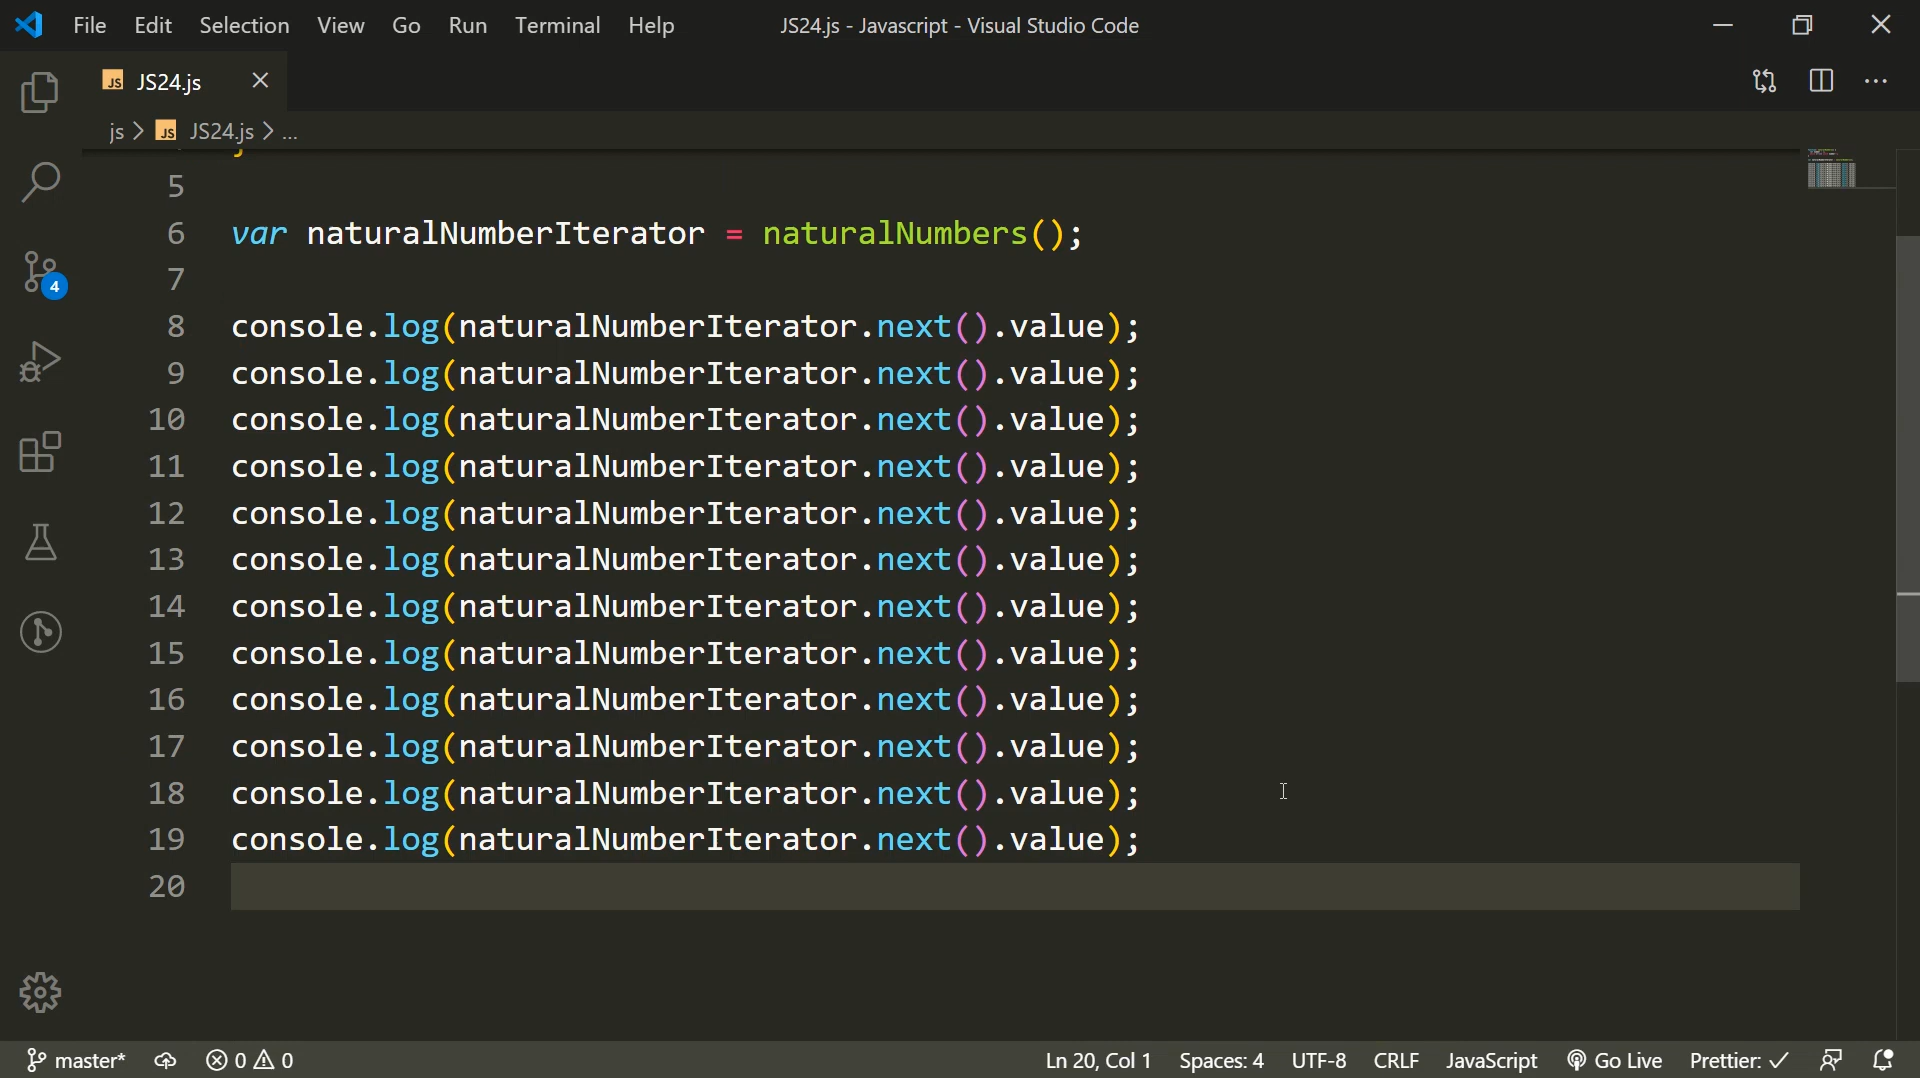 File Edit Selection View Go Run Terminal Help JS24.js - Javascript - Visual Studio Code
JS JS24.js
js > JS JS24.js > ...
5
6 var naturalNumberIterator = naturalNumbers();
7
8 console.log(naturalNumberIterator.next().value);
9 console.log(naturalNumberIterator.next().value);
10 console.log(naturalNumberIterator.next().value);
11 console.log(naturalNumberIterator.next().value);
12 console.log(naturalNumberIterator.next().value);
13 console.log(naturalNumberIterator.next().value);
14 console.log(naturalNumberIterator.next().value);
15 console.log(naturalNumberIterator.next().value);
16 console.log(naturalNumberIterator.next().value);
17 console.log(naturalNumberIterator.next().value);
18 console.log(naturalNumberIterator.next().value);
19 console.log(naturalNumberIterator.next().value);
20
4
master* 0 0 Ln 20, Col 1 Spaces: 4 UTF-8 CRLF JavaScript Go Live Prettier: ✓